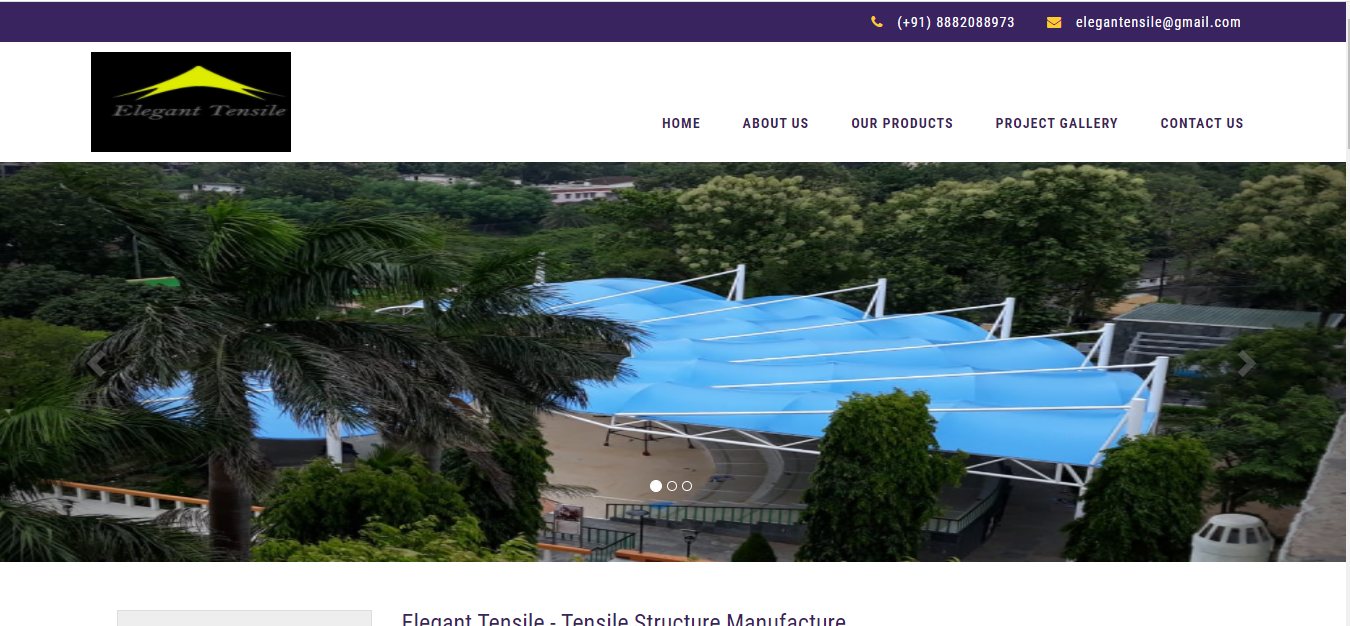 (+91) 8882088973 elegantensile@gmail.com
Elegant Tensile
HOME ABOUT US OUR PRODUCTS PROJECT GALLERY CONTACT US
Elegant Tensile - Tensile Structure Manufacture